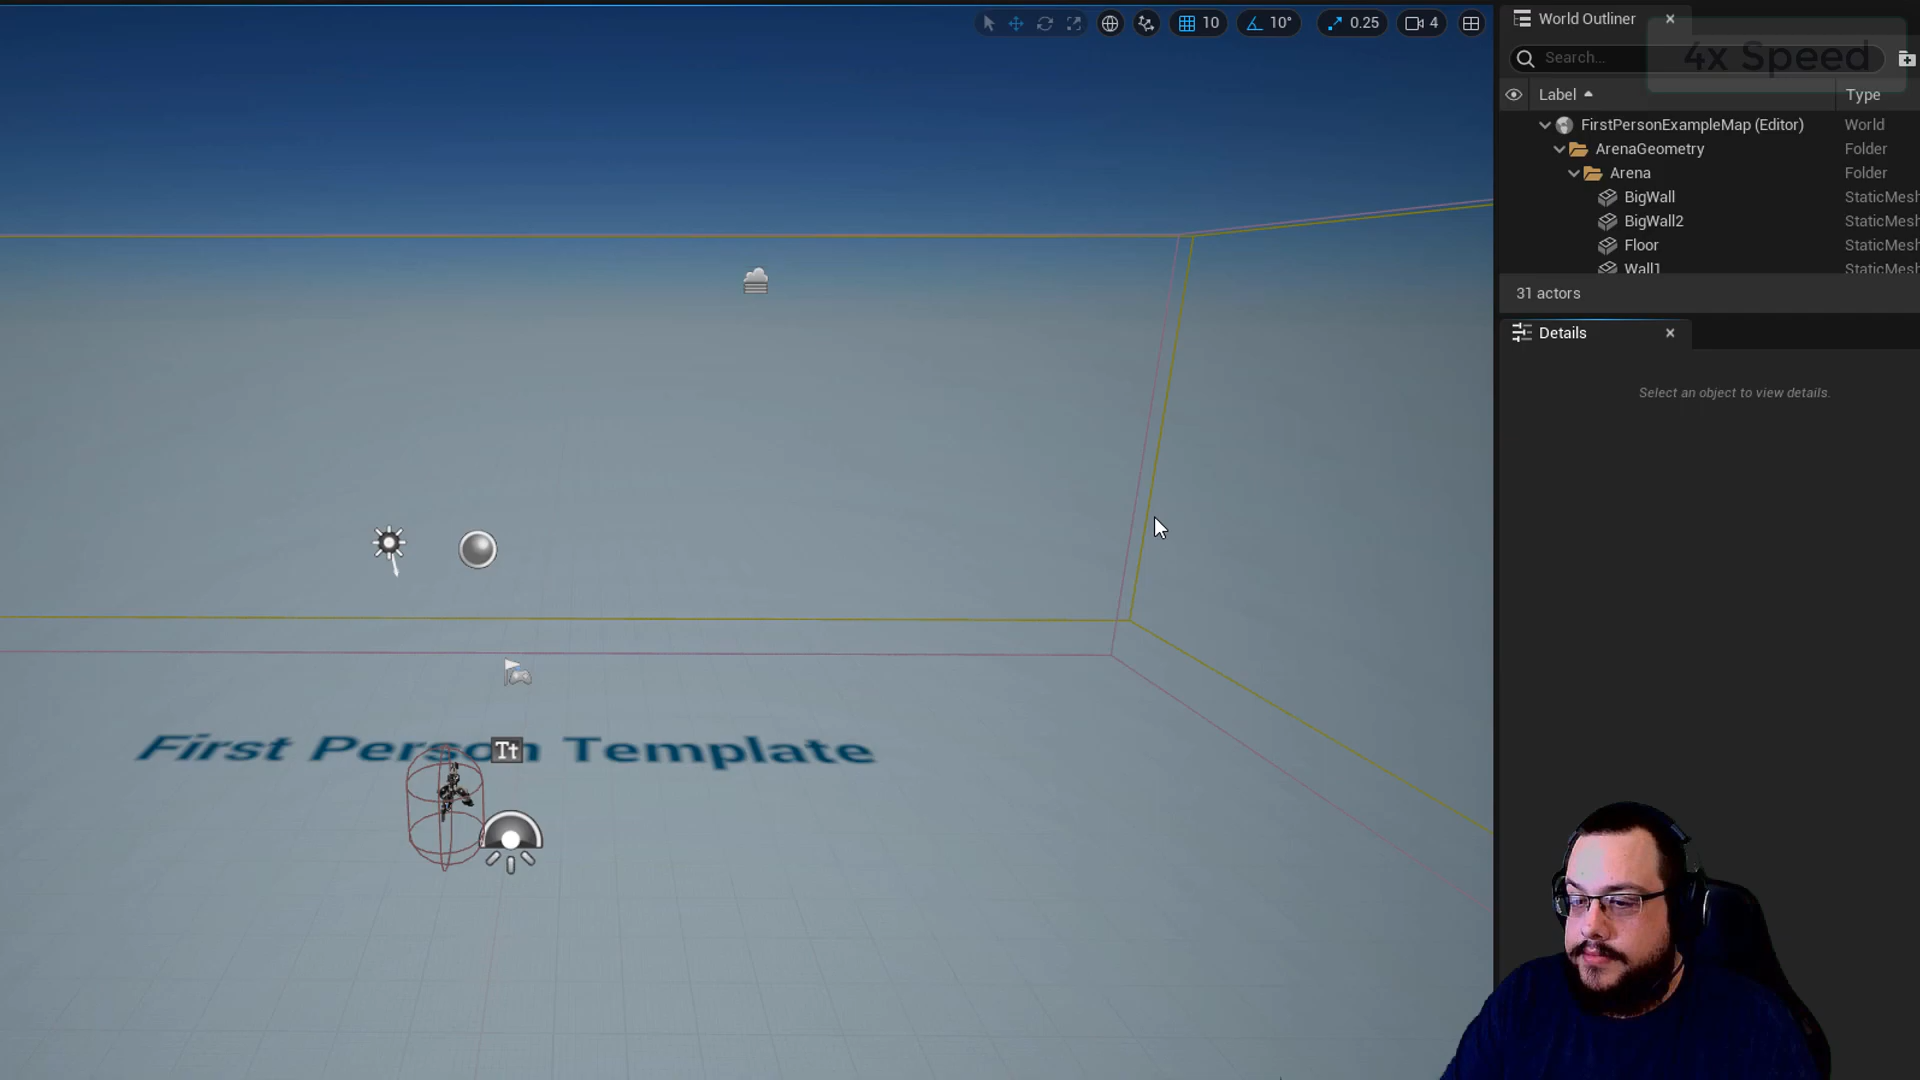 10
10°
0.25
4
World Outliner
Search...
4x Speed
Label
Type
FirstPersonExampleMap (Editor)
World
ArenaGeometry
Folder
Arena
Folder
BigWall
StaticMesh
BigWall2
StaticMesh
Floor
StaticMesh
Wall1
StaticMesh
31 actors
Details
Select an object to view details.
First Person Template
Tt